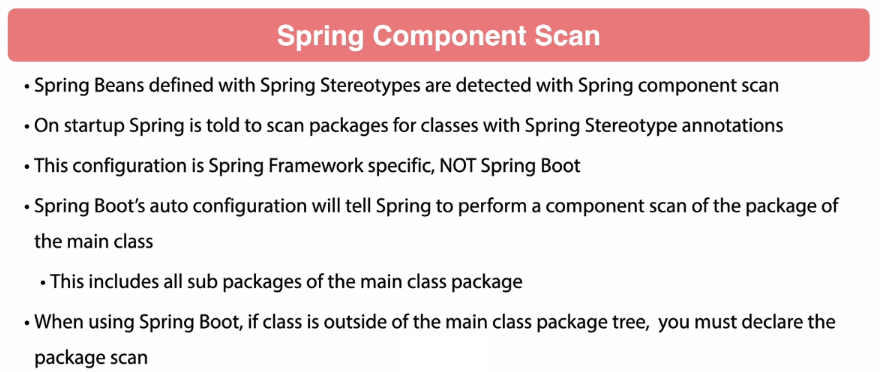 Spring Component Scan
• Spring Beans defined with Spring Stereotypes are detected with Spring component scan
• On startup Spring is told to scan packages for classes with Spring Stereotype annotations
• This configuration is Spring Framework specific, NOT Spring Boot
• Spring Boot’s auto configuration will tell Spring to perform a component scan of the package of
the main class
• This includes all sub packages of the main class package
• When using Spring Boot, if class is outside of the main class package tree, you must declare the
package scan